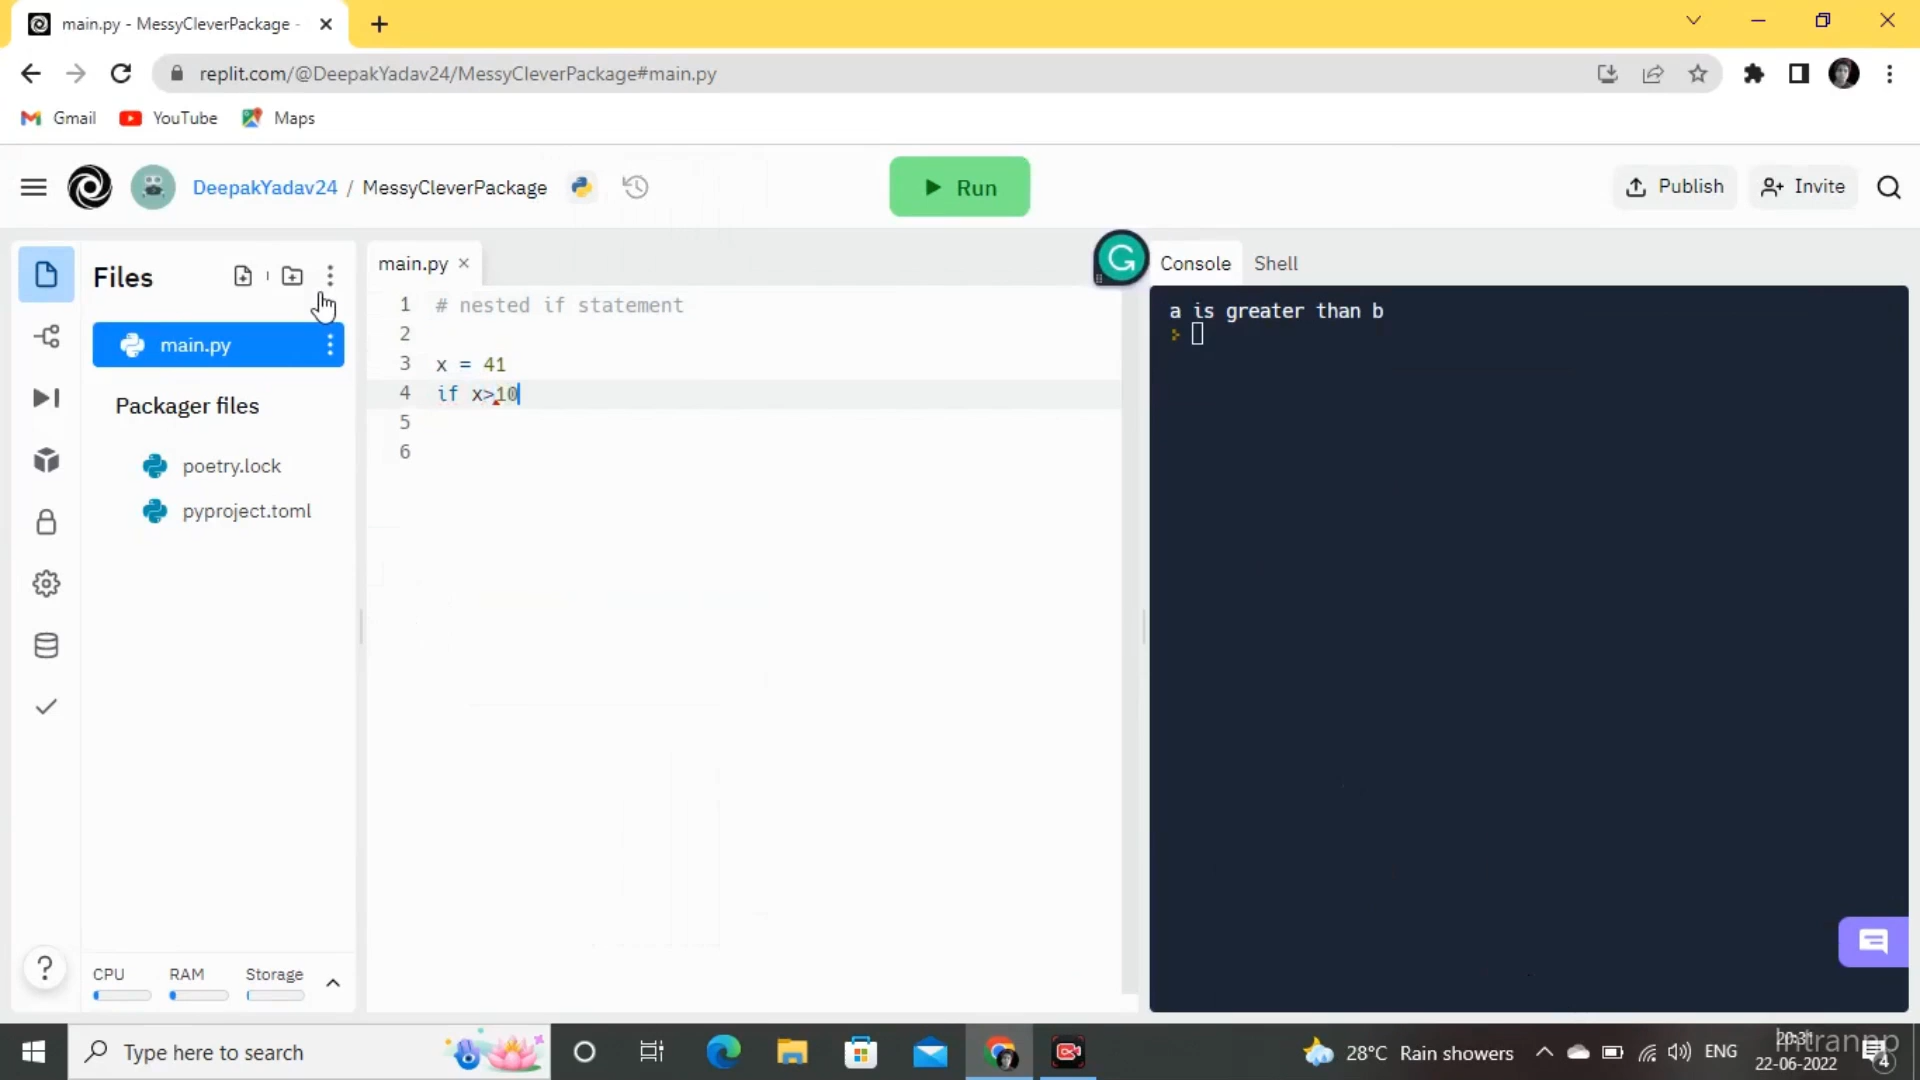 main.py - MessyCleverPackage -
replit.com/@DeepakYadav24/MessyCleverPackage#main.py
Gmail YouTube Maps
DeepakYadav24 / MessyCleverPackage
Run
Publish
Invite
Files
main.py
Console Shell
main.py
Packager files
poetry.lock
pyproject.toml
1 # nested if statement
2
3 x = 41
4 if x>10
5
6
a is greater than b
CPU RAM Storage
?
Type here to search
28°C Rain showers
ENG
22-06-2022
4